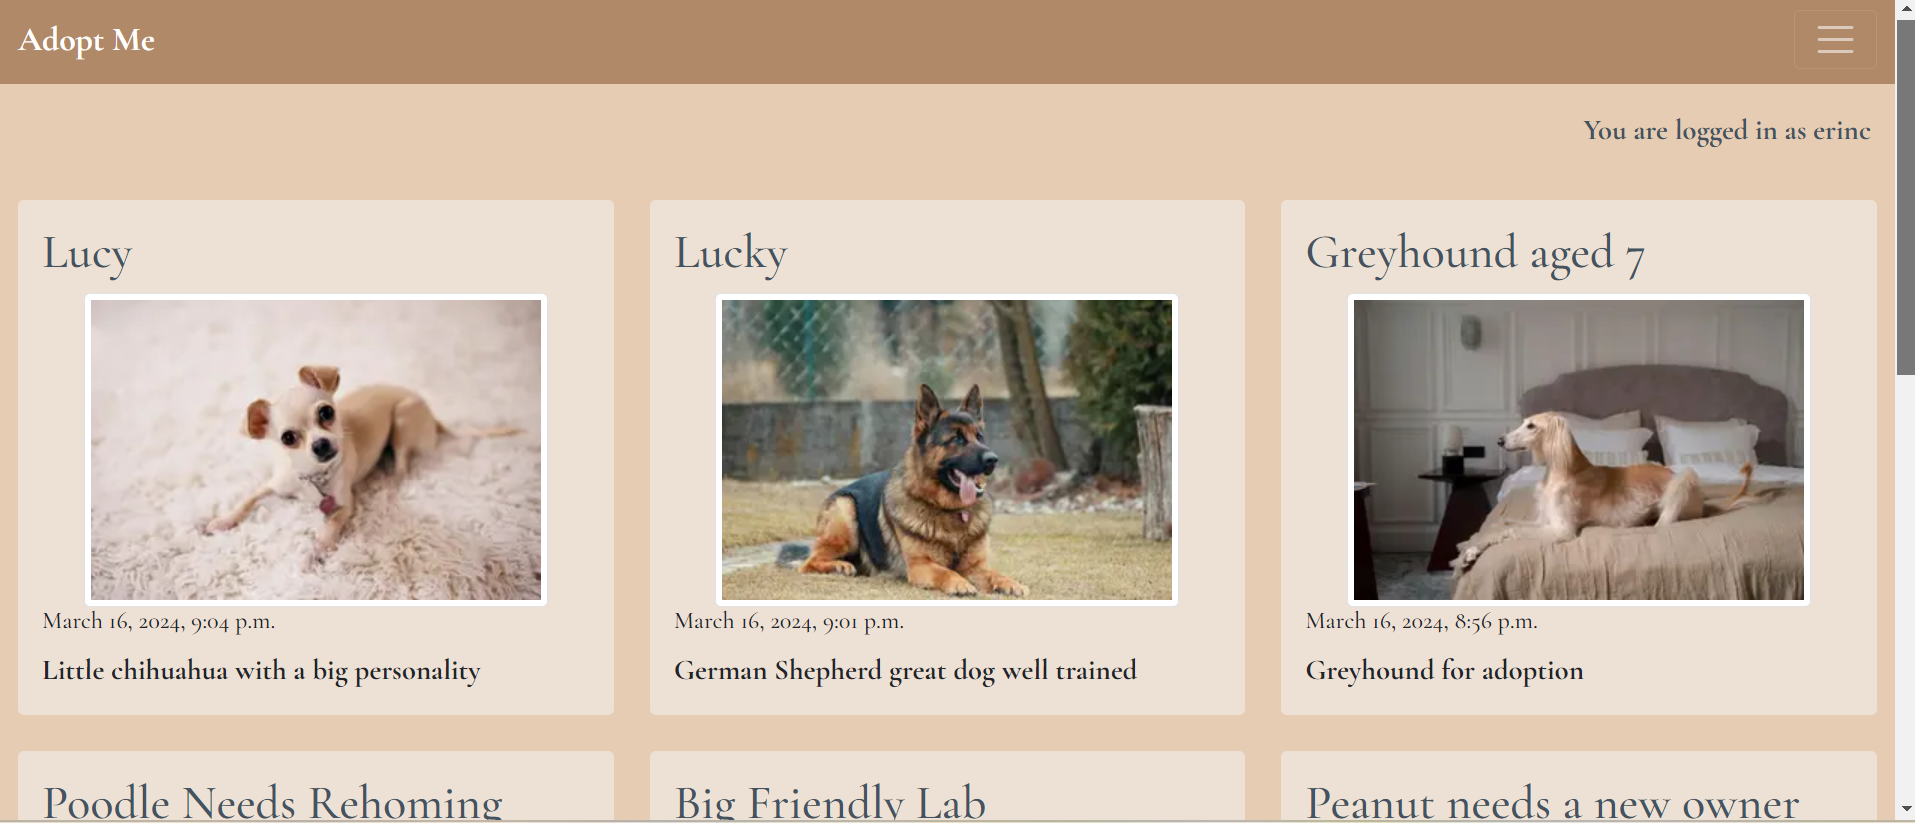 Adopt Me
You are logged in as erinc
Lucy
March 16, 2024, 9:04 p.m.
Little chihuahua with a big personality
Lucky
March 16, 2024, 9:01 p.m.
German Shepherd great dog well trained
Greyhound aged 7
March 16, 2024, 8:56 p.m.
Greyhound for adoption
Poodle Needs Rehoming
Big Friendly Lab
Peanut needs a new owner